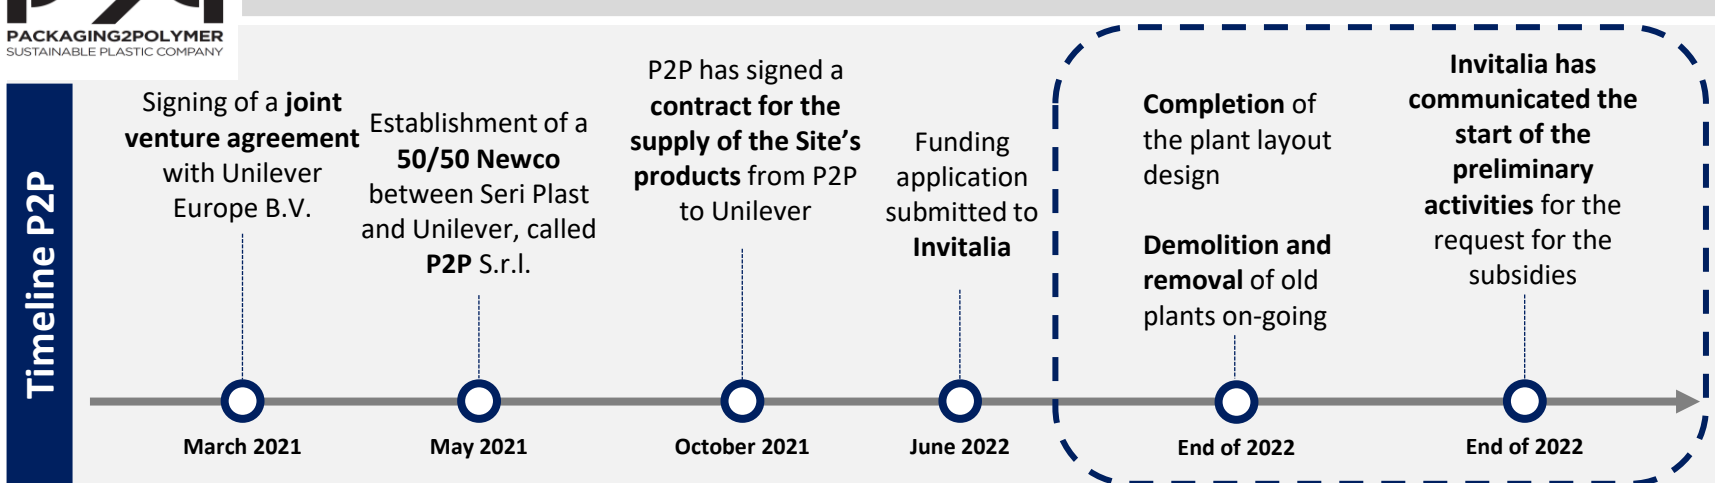 PACKAGING2POLYMER
SUSTAINABLE PLASTIC COMPANY
Timeline P2P
Signing of a joint
venture agreement
with Unilever
Europe B.V.
March 2021
Establishment of a
50/50 Newco
between Seri Plast
and Unilever, called
P2P S.r.l.
May 2021
P2P has signed a
contract for the
supply of the Site's
products from P2P
to Unilever
October 2021
Funding
application
submitted to
Invitalia
June 2022
Completion of
the plant layout
design
Demolition and
removal of old
plants on-going
End of 2022
Invitalia has
communicated the
start of the
preliminary
activities for the
request for the
subsidies
End of 2022